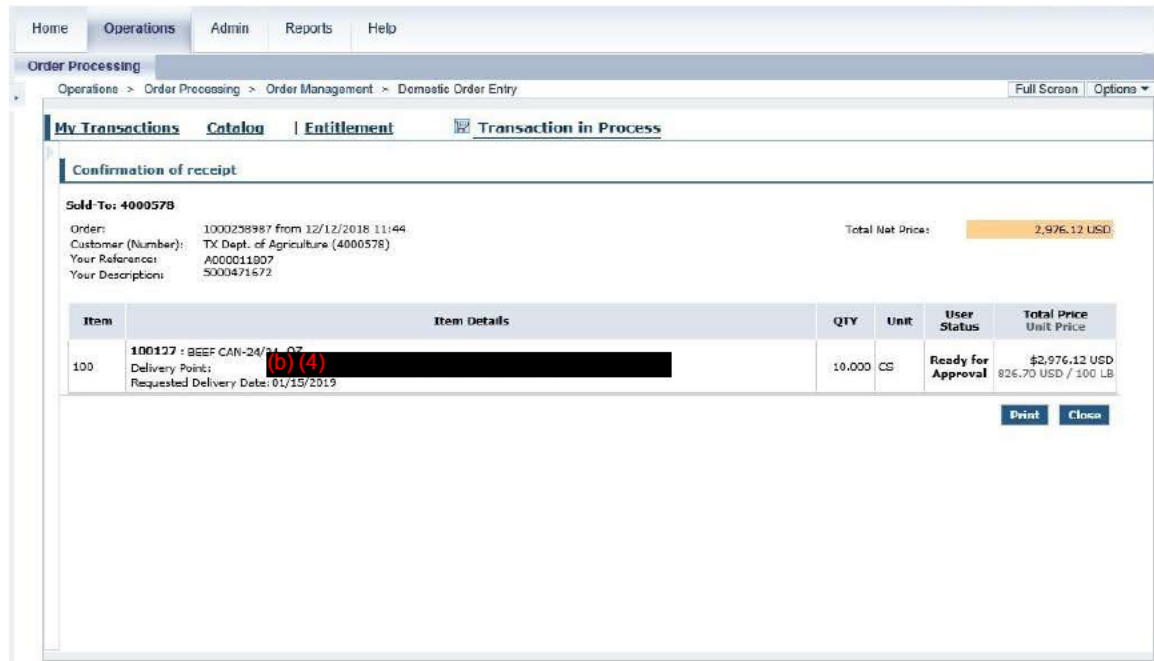 Home Operations Admin Reports Help
Order Processing
Operations > Order Processing > Order Management > Domestic Order Entry Full Screen Options
My Transactions Catalog | Entitlement Transaction in Process
Confirmation of receipt
Sold-To: 4000578
Order: 1000258987 from 12/12/2018 11:44 Total Net Price: 2,976.12 USD
Customer (Number): TX Dept. of Agriculture (4000578)
Your Reference: A000011807
Your Description: 5000471672
Item Item Details QTY Unit User Status Total Price Unit Price
100127 : BEEF CAN-24/24 OZ
100 Delivery Point: (b) (4) 10.000 CS Ready for Approval $2,976.12 USD
Requested Delivery Date: 01/15/2019 826.70 USD / 100 LB
Print Close